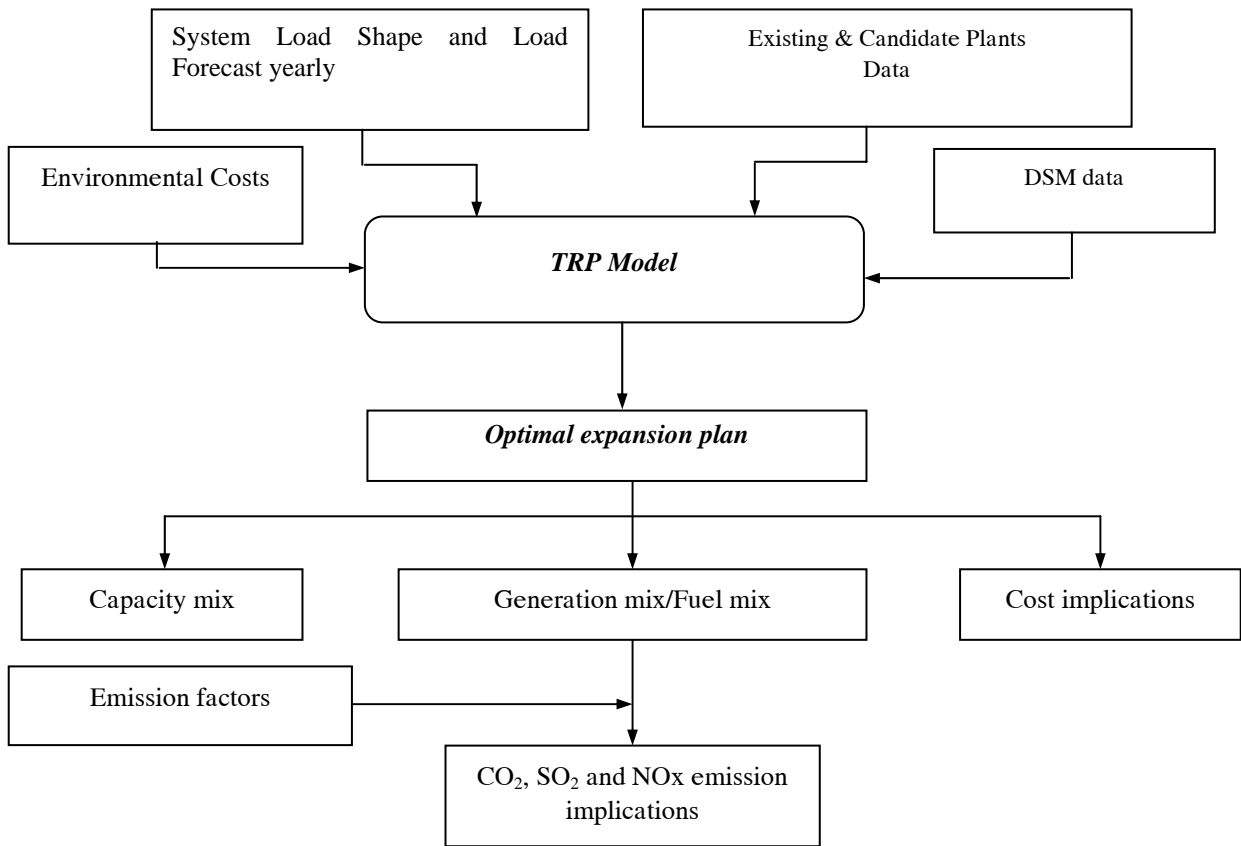 System Load Shape and Load
Forecast yearly
Existing & Candidate Plants
Data
Environmental Costs
DSM data
TRP Model
Optimal expansion plan
Capacity mix
Generation mix/Fuel mix
Cost implications
Emission factors
CO₂, SO₂ and NOx emission
implications